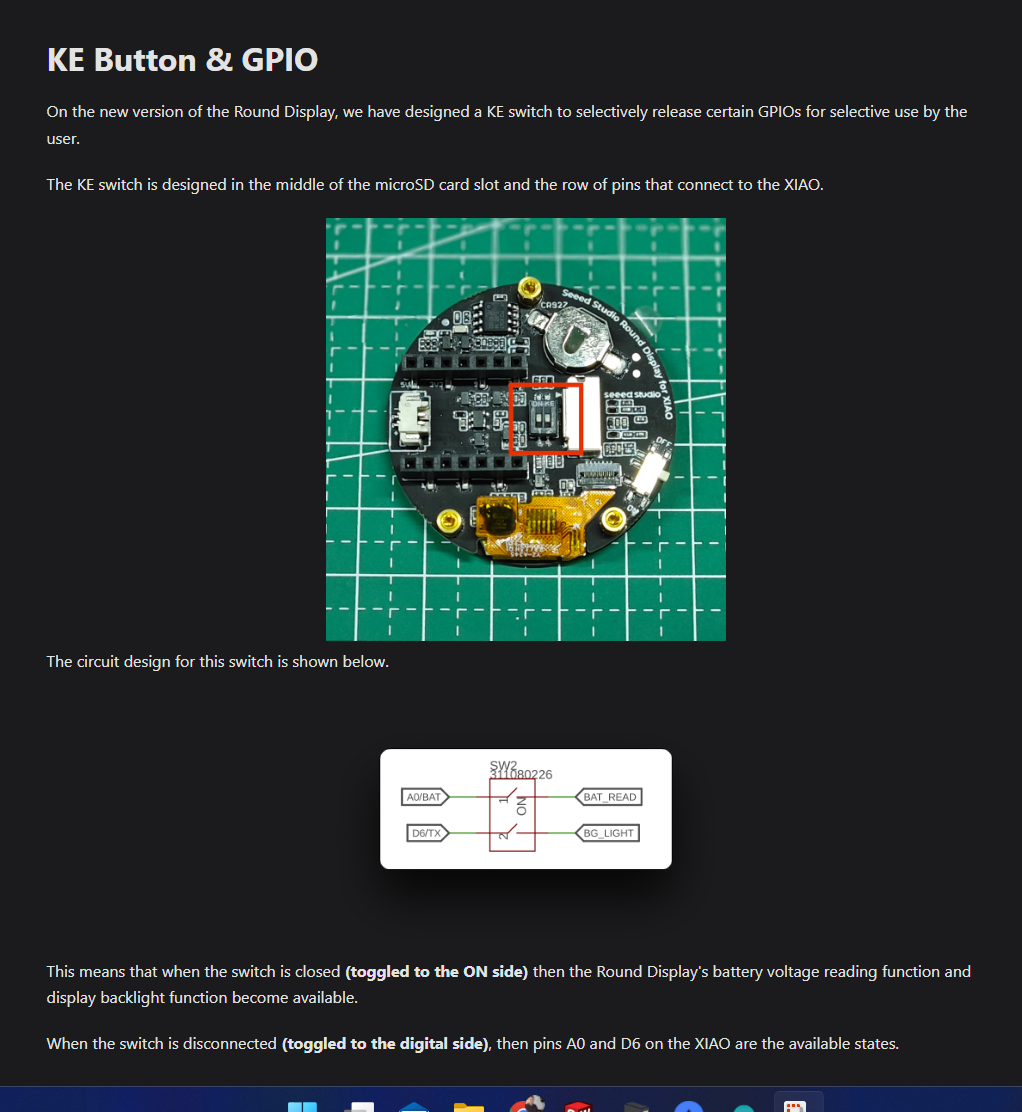 KE Button & GPIO
On the new version of the Round Display, we have designed a KE switch to selectively release certain GPIOs for selective use by the
user.
The KE switch is designed in the middle of the microSD card slot and the row of pins that connect to the XIAO.
CR927
Seeed Studio Round Display for XIAO
seeed studio
OFF
ON
ON KE
The circuit design for this switch is shown below.
SW2
311080226
A0/BAT
1
ON
BAT_READ
D6/TX
2
BG_LIGHT
This means that when the switch is closed (toggled to the ON side) then the Round Display's battery voltage reading function and
display backlight function become available.
When the switch is disconnected (toggled to the digital side), then pins A0 and D6 on the XIAO are the available states.